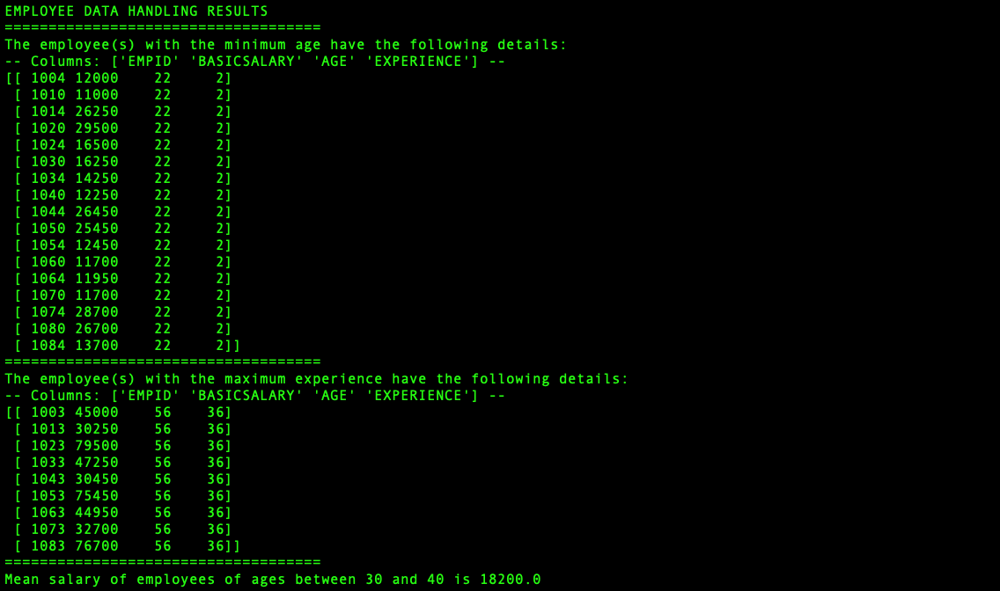 EMPLOYEE DATA HANDLING RESULTS
====================================
The employee(s) with the minimum age have the following details:
-- Columns: ['EMPID' 'BASICSALARY' 'AGE' 'EXPERIENCE'] --
[[ 1004 12000    22     2]
 [ 1010 11000    22     2]
 [ 1014 26250    22     2]
 [ 1020 29500    22     2]
 [ 1024 16500    22     2]
 [ 1030 16250    22     2]
 [ 1034 14250    22     2]
 [ 1040 12250    22     2]
 [ 1044 26450    22     2]
 [ 1050 25450    22     2]
 [ 1054 12450    22     2]
 [ 1060 11700    22     2]
 [ 1064 11950    22     2]
 [ 1070 11700    22     2]
 [ 1074 28700    22     2]
 [ 1080 26700    22     2]
 [ 1084 13700    22     2]]
====================================
The employee(s) with the maximum experience have the following details:
-- Columns: ['EMPID' 'BASICSALARY' 'AGE' 'EXPERIENCE'] --
[[ 1003 45000    56    36]
 [ 1013 30250    56    36]
 [ 1023 79500    56    36]
 [ 1033 47250    56    36]
 [ 1043 30450    56    36]
 [ 1053 75450    56    36]
 [ 1063 44950    56    36]
 [ 1073 32700    56    36]
 [ 1083 76700    56    36]]
====================================
Mean salary of employees of ages between 30 and 40 is 18200.0